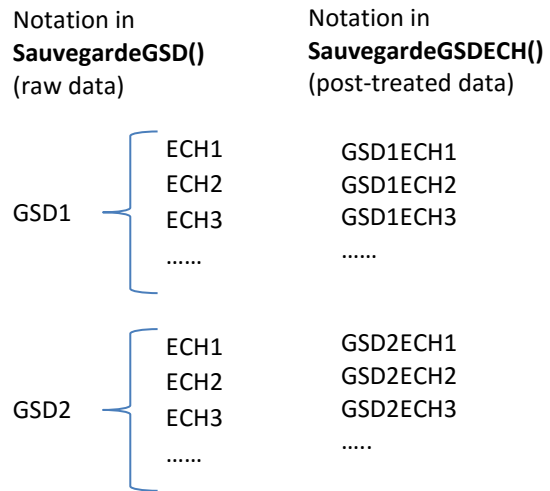 Notation in
SauvegardeGSD()
(raw data)
Notation in
SauvegardeGSDECH()
(post-treated data)
GSD1
ECH1
ECH2
ECH3
……
GSD1ECH1
GSD1ECH2
GSD1ECH3
……
GSD2
ECH1
ECH2
ECH3
……
GSD2ECH1
GSD2ECH2
GSD2ECH3
…..